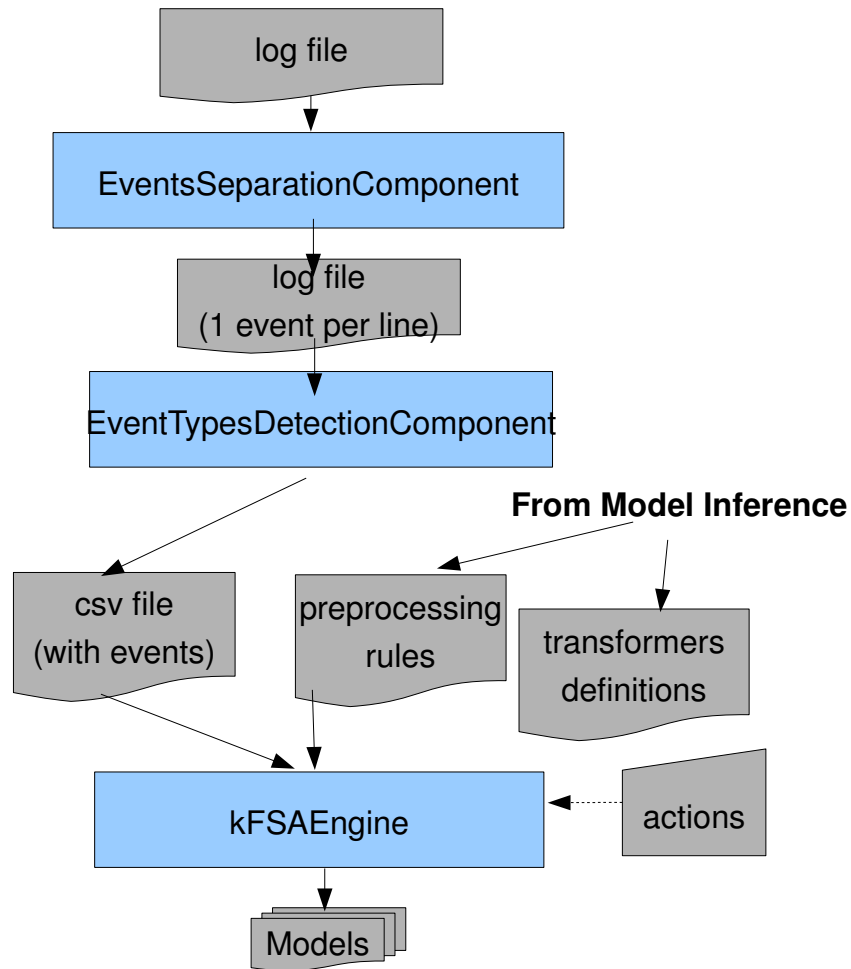 log file
EventsSeparationComponent
log file
(1 event per line)
EventTypesDetectionComponent
From Model Inference
csv file
(with events)
preprocessing
rules
transformers
definitions
kFSAEngine
actions
Models